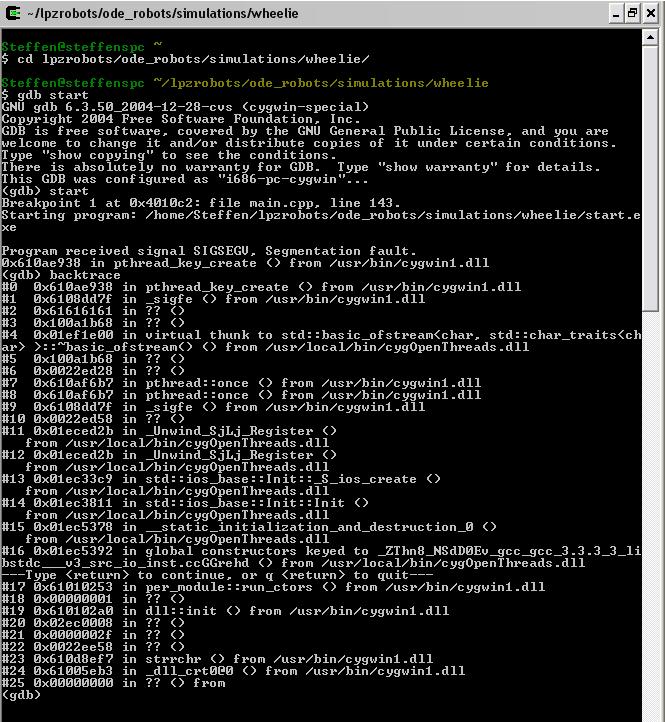 ~/lpzrobots/ode_robots/simulations/wheelie
Steffen@steffenspc ~
$ cd lpzrobots/ode_robots/simulations/wheelie/
Steffen@steffenspc ~/lpzrobots/ode_robots/simulations/wheelie
$ gdb start
GNU gdb 6.3.50_2004-12-28-cvs (cygwin-special)
Copyright 2004 Free Software Foundation, Inc.
GDB is free software, covered by the GNU General Public License, and you are
welcome to change it and/or distribute copies of it under certain conditions.
Type "show copying" to see the conditions.
There is absolutely no warranty for GDB.  Type "show warranty" for details.
This GDB was configured as "i686-pc-cygwin"...
(gdb) start
Breakpoint 1 at 0x4010c2: file main.cpp, line 143.
Starting program: /home/Steffen/lpzrobots/ode_robots/simulations/wheelie/start.e
xe
Program received signal SIGSEGV, Segmentation fault.
0x610ae938 in pthread_key_create () from /usr/bin/cygwin1.dll
(gdb) backtrace
#0  0x610ae938 in pthread_key_create () from /usr/bin/cygwin1.dll
#1  0x6108dd7f in _sigfe () from /usr/bin/cygwin1.dll
#2  0x61616161 in ?? ()
#3  0x100a1b68 in ?? ()
#4  0x01ef1e00 in virtual thunk to std::basic_ofstream<char, std::char_traits<ch
ar> >::~basic_ofstream() () from /usr/local/bin/cygOpenThreads.dll
#5  0x100a1b68 in ?? ()
#6  0x0022ed28 in ?? ()
#7  0x610af6b7 in pthread::once () from /usr/bin/cygwin1.dll
#8  0x610af6b7 in pthread::once () from /usr/bin/cygwin1.dll
#9  0x6108dd7f in _sigfe () from /usr/bin/cygwin1.dll
#10 0x0022ed58 in ?? ()
#11 0x01eced2b in _Unwind_SjLj_Register ()
   from /usr/local/bin/cygOpenThreads.dll
#12 0x01eced2b in _Unwind_SjLj_Register ()
   from /usr/local/bin/cygOpenThreads.dll
#13 0x01ec33c9 in std::ios_base::Init::_S_ios_create ()
   from /usr/local/bin/cygOpenThreads.dll
#14 0x01ec3811 in std::ios_base::Init::Init ()
   from /usr/local/bin/cygOpenThreads.dll
#15 0x01ec5378 in __static_initialization_and_destruction_0 ()
   from /usr/local/bin/cygOpenThreads.dll
#16 0x01ec5392 in global constructors keyed to _ZThn8_NSdD0Ev_gcc_gcc_3.3.3_3_li
bstdc___v3_src_io_inst.ccGGrehd () from /usr/local/bin/cygOpenThreads.dll
---Type <return> to continue, or q <return> to quit---
#17 0x61010253 in per_module::run_ctors () from /usr/bin/cygwin1.dll
#18 0x00000001 in ?? ()
#19 0x610102a0 in dll::init () from /usr/bin/cygwin1.dll
#20 0x02ec0008 in ?? ()
#21 0x0000002f in ?? ()
#22 0x0022ee58 in ?? ()
#23 0x610d8ef7 in strrchr () from /usr/bin/cygwin1.dll
#24 0x61005eb3 in _dll_crt0@0 () from /usr/bin/cygwin1.dll
#25 0x00000000 in ?? () from
(gdb)